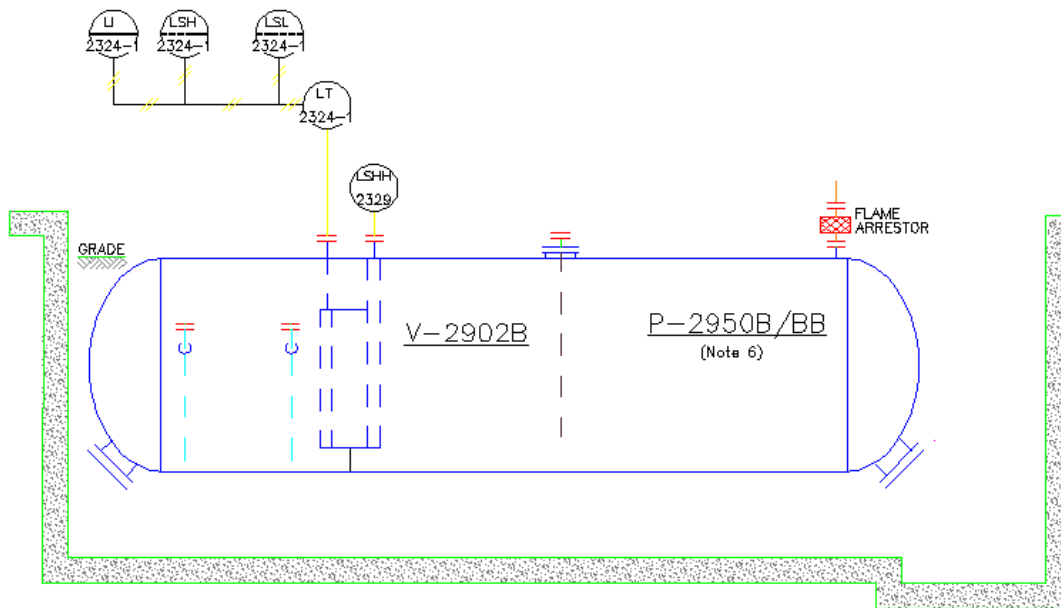 LI
2324-1
LSH
2324-1
LSL
2324-1
LT
2324-1
LSHH
2329
FLAME
ARRESTOR
GRADE
V-2902B
P-2950B/BB
(Note 6)